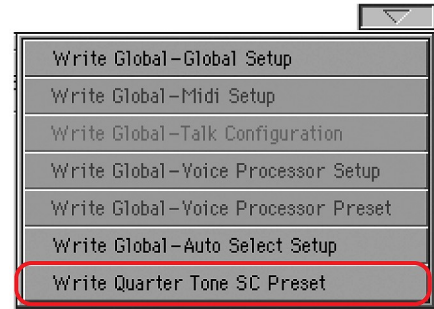 Write Global-Global Setup
Write Global-Midi Setup
Write Global-Talk Configuration
Write Global-Voice Processor Setup
Write Global-Voice Processor Preset
Write Global-Auto Select Setup
Write Quarter Tone SC Preset